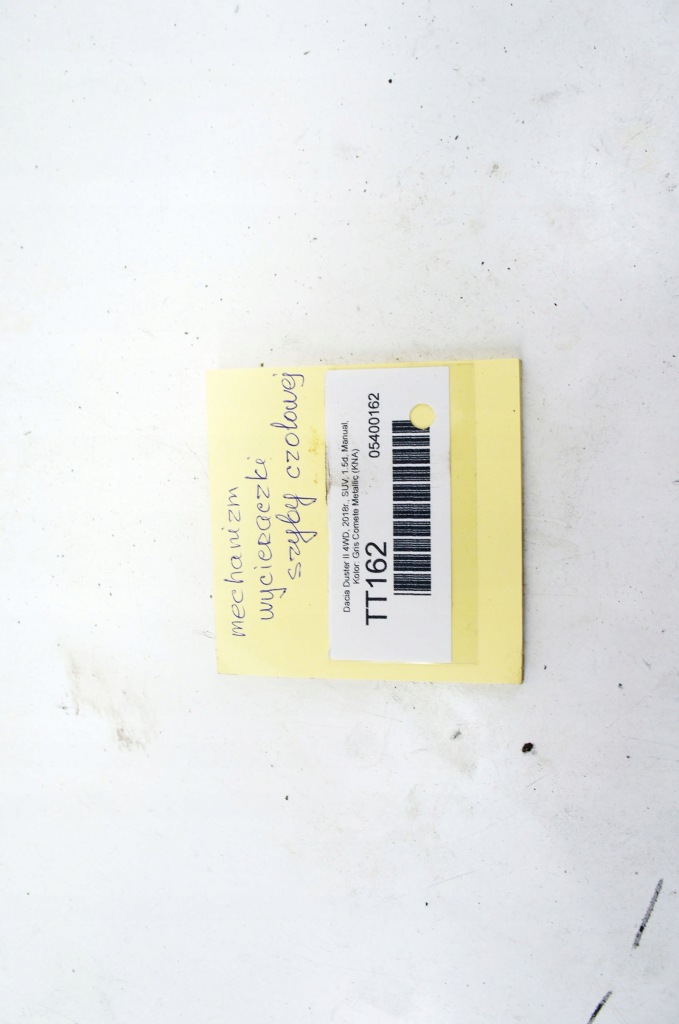 mechanizm
wycieraczki
szyby czołowej
Dacia Duster II 4WD, 2018r., SUV, 1.5d, Manual,
Kolor: Gris Comete Metallic (KNA)
TT162
05400162